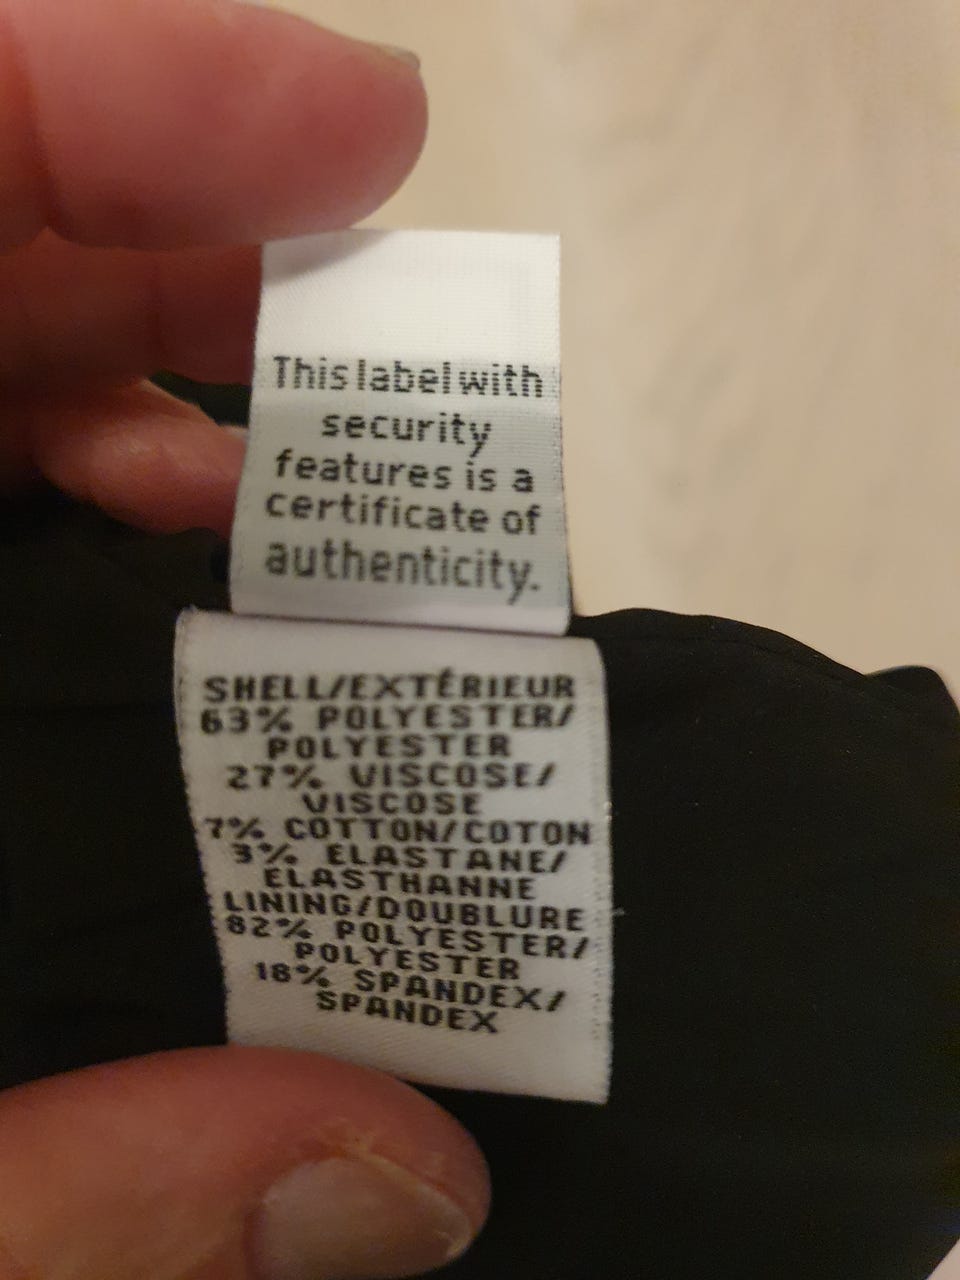 This label with
security
features is a
certificate of
authenticity.
SHELL/EXTÉRIEUR
63% POLYESTER/
POLYESTER
27% VISCOSE/
VISCOSE
7% COTTON/COTON
3% ELASTANE/
ÉLASTHANNE
LINING/DOUBLURE
82% POLYESTER/
POLYESTER
18% SPANDEX/
SPANDEX